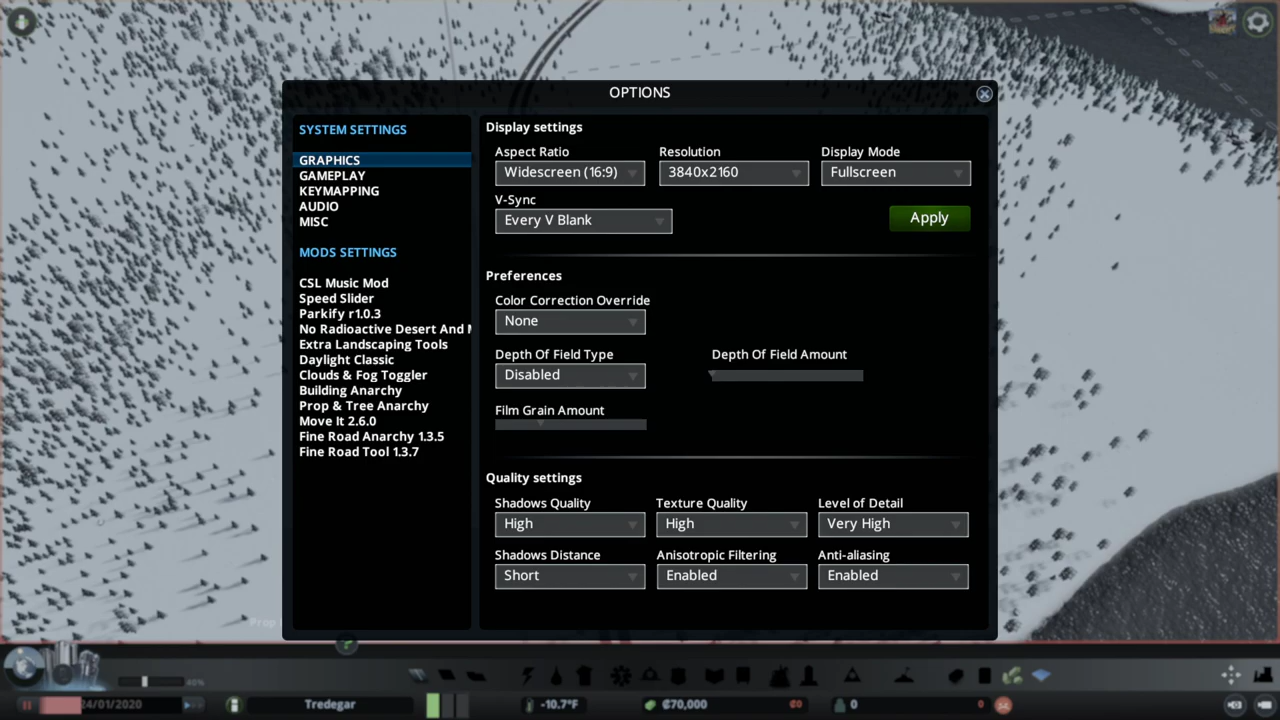 OPTIONS
SYSTEM SETTINGS
GRAPHICS
GAMEPLAY
KEYMAPPING
AUDIO
MISC
MODS SETTINGS
CSL Music Mod
Speed Slider
Parkify r1.0.3
No Radioactive Desert And
Extra Landscaping Tools
Daylight Classic
Clouds & Fog Toggler
Building Anarchy
Prop & Tree Anarchy
Move It 2.6.0
Fine Road Anarchy 1.3.5
Fine Road Tool 1.3.7
Display settings
Aspect Ratio Resolution Display Mode
Widescreen (16:9) 3840x2160 Fullscreen
V-Sync
Every V Blank Apply
Preferences
Color Correction Override
None
Depth Of Field Type Depth Of Field Amount
Disabled
Film Grain Amount
Quality settings
Shadows Quality Texture Quality Level of Detail
High High Very High
Shadows Distance Anisotropic Filtering Anti-aliasing
Short Enabled Enabled
Prop
40%
24/01/2020 Tredegar -10.7°F ₡70,000 ₡0 0 0